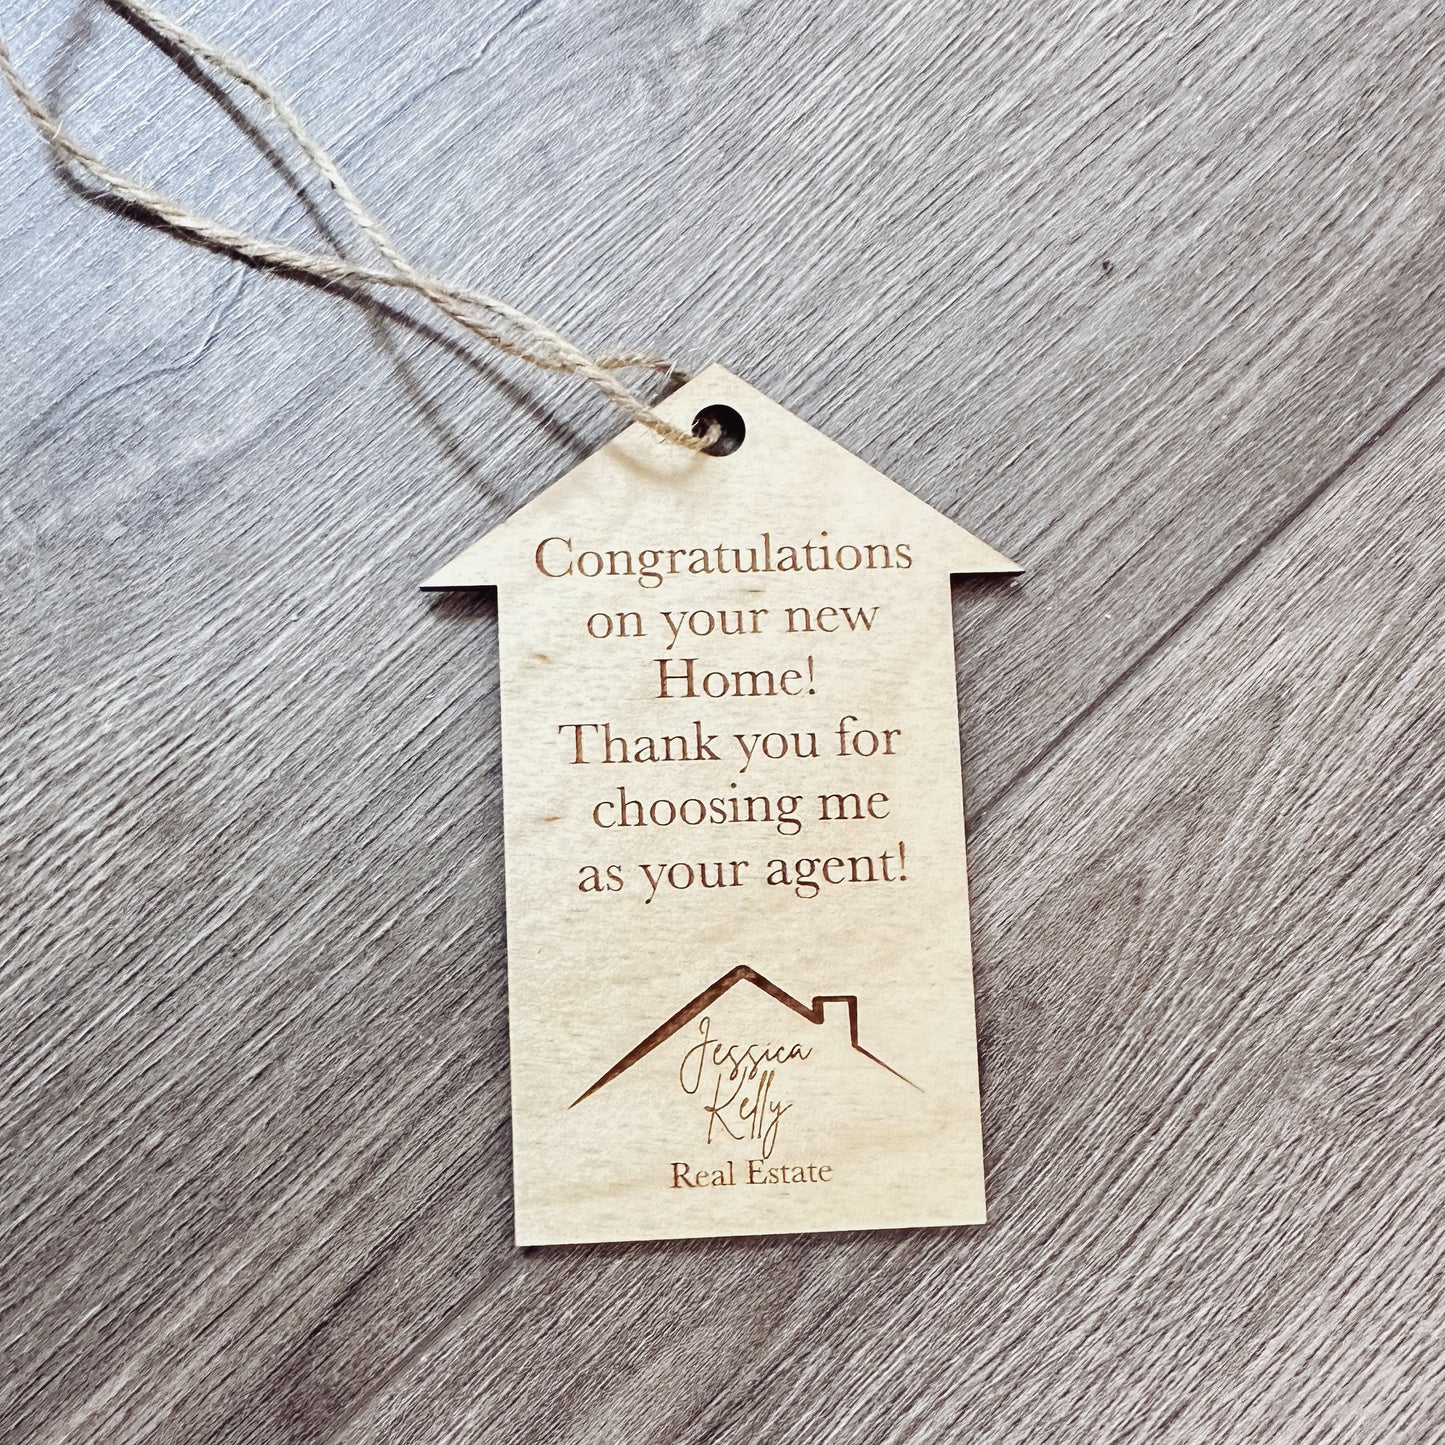 Congratulations
on your new
Home!
Thank you for
choosing me
as your agent!
Jessica
Kelly
Real Estate